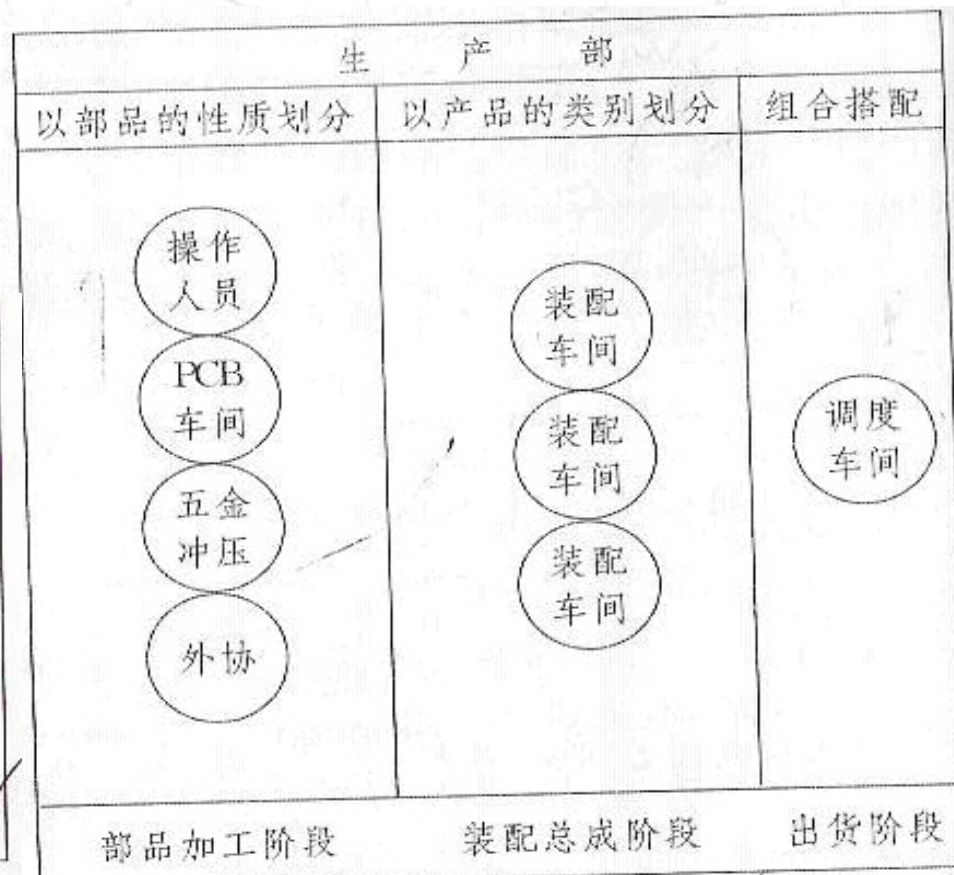 生产部
以部品的性质划分 以产品的类别划分 组合搭配
操作
人员
PCB
车间
五金
冲压
外协
装配
车间
装配
车间
装配
车间
调度
车间
部品加工阶段 装配总成阶段 出货阶段